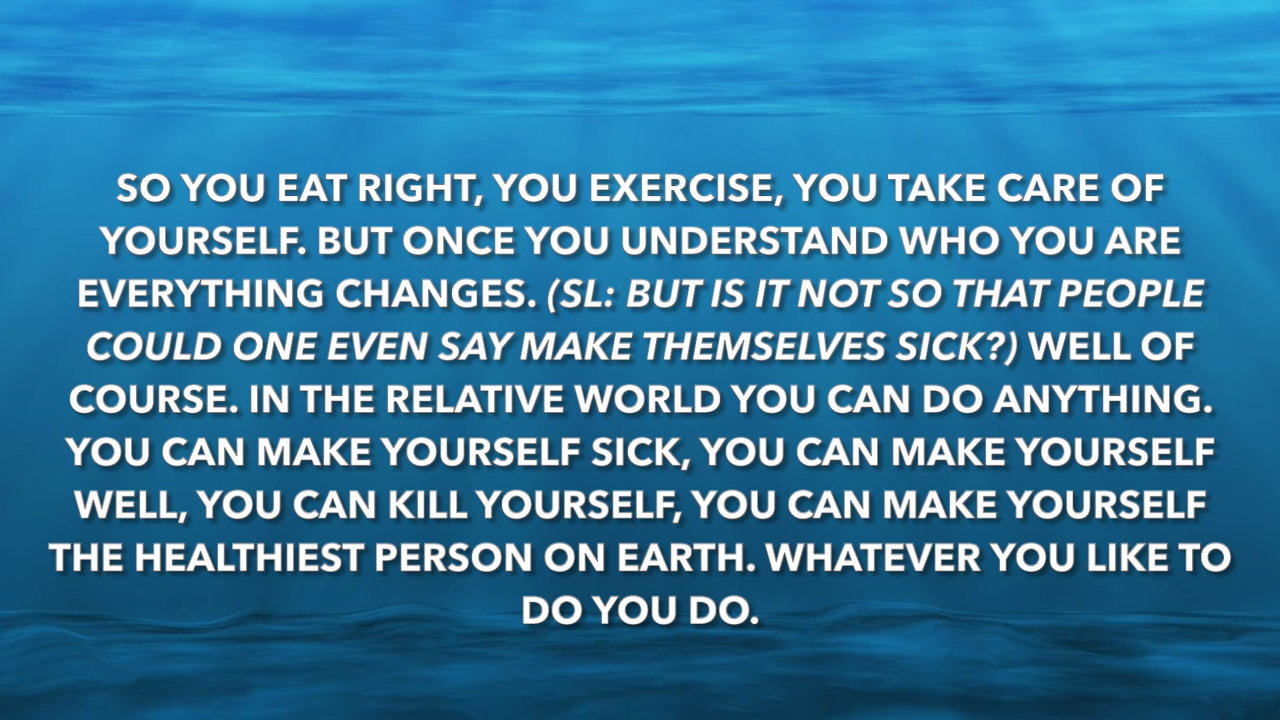 SO YOU EAT RIGHT, YOU EXERCISE, YOU TAKE CARE OF
YOURSELF. BUT ONCE YOU UNDERSTAND WHO YOU ARE
EVERYTHING CHANGES. (SL: BUT IS IT NOT SO THAT PEOPLE
COULD ONE EVEN SAY MAKE THEMSELVES SICK?) WELL OF
COURSE. IN THE RELATIVE WORLD YOU CAN DO ANYTHING.
YOU CAN MAKE YOURSELF SICK, YOU CAN MAKE YOURSELF
WELL, YOU CAN KILL YOURSELF, YOU CAN MAKE YOURSELF
THE HEALTHIEST PERSON ON EARTH. WHATEVER YOU LIKE TO
DO YOU DO.